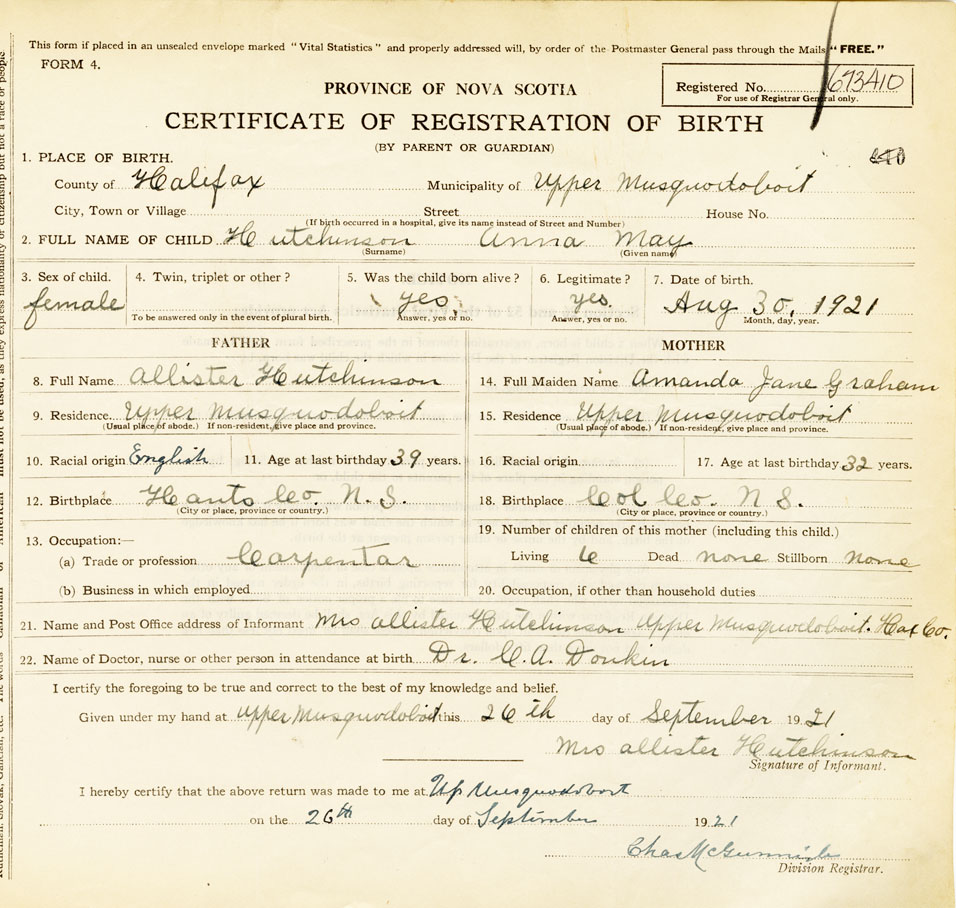 This form if placed in an unsealed envelope marked "Vital Statistics" and properly addressed will, by order of the Postmaster General pass through the Mails "FREE."
FORM 4.
PROVINCE OF NOVA SCOTIA
Registered No. 673410
For use of Registrar General only.
CERTIFICATE OF REGISTRATION OF BIRTH
(BY PARENT OR GUARDIAN)
1. PLACE OF BIRTH.
County of Halifax Municipality of Upper Musquodoboit
City, Town or Village Street House No.
(If birth occurred in a hospital, give its name instead of Street and Number)
2. FULL NAME OF CHILD Hutchinson Anna May
(Surname) (Given name)
3. Sex of child. 4. Twin, triplet or other? 5. Was the child born alive? 6. Legitimate? 7. Date of birth.
female yes yes Aug 30, 1921
To be answered only in the event of plural birth. Answer, yes or no. Answer, yes or no. Month, day, year.
FATHER MOTHER
8. Full Name Allister Hutchinson 14. Full Maiden Name Amanda Jane Graham
9. Residence. Upper Musquodoboit 15. Residence Upper Musquodoboit
(Usual place of abode.) If non-resident, give place and province. (Usual place of abode.) If non-resident, give place and province.
10. Racial origin English 11. Age at last birthday 39 years. 16. Racial origin 17. Age at last birthday 32 years.
12. Birthplace Hants Co. N. S. 18. Birthplace Col Co. N S.
(City or place, province or country.) (City or place, province or country.)
13. Occupation:— 19. Number of children of this mother (including this child.)
(a) Trade or profession Carpentar Living 6 Dead none Stillborn none
(b) Business in which employed 20. Occupation, if other than household duties
21. Name and Post Office address of Informant Mrs Allister Hutchinson Upper Musquodoboit. Hax Co.
22. Name of Doctor, nurse or other person in attendance at birth Dr. C. A. Donkin
I certify the foregoing to be true and correct to the best of my knowledge and belief.
Given under my hand at Upper Musquodoboit this 26th day of September 1921
Mrs Allister Hutchinson
Signature of Informant.
I hereby certify that the above return was made to me at Up Musquodoboit
on the 26th day of September 1921
Chas
Division Registrar.